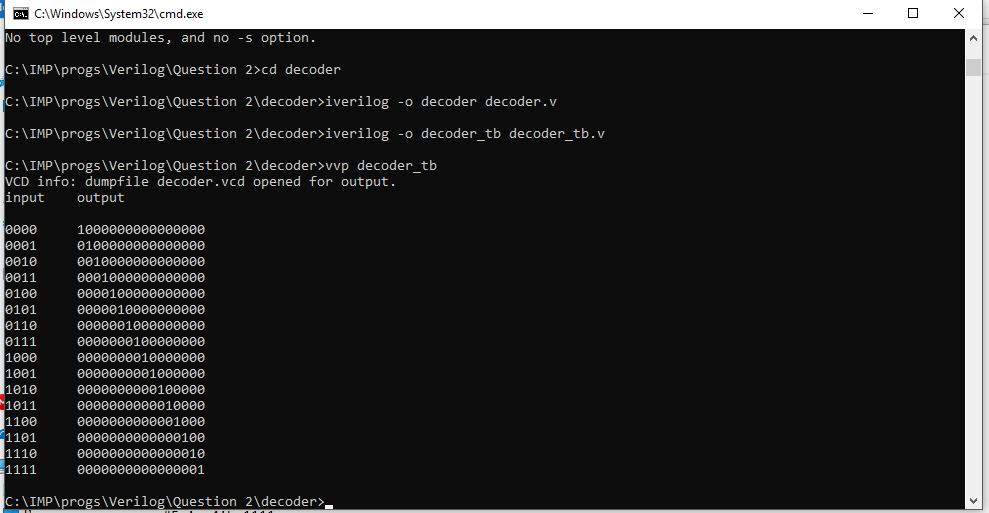 C:\Windows\System32\cmd.exe
No top level modules, and no -s option.
C:\IMP\progs\Verilog\Question 2>cd decoder
C:\IMP\progs\Verilog\Question 2\decoder>iverilog -o decoder decoder.v
C:\IMP\progs\Verilog\Question 2\decoder>iverilog -o decoder_tb decoder_tb.v
C:\IMP\progs\Verilog\Question 2\decoder>vvp decoder_tb
VCD info: dumpfile decoder.vcd opened for output.
input    output
0000     1000000000000000
0001     0100000000000000
0010     0010000000000000
0011     0001000000000000
0100     0000100000000000
0101     0000010000000000
0110     0000001000000000
0111     0000000100000000
1000     0000000010000000
1001     0000000001000000
1010     0000000000100000
1011     0000000000010000
1100     0000000000001000
1101     0000000000000100
1110     0000000000000010
1111     0000000000000001
C:\IMP\progs\Verilog\Question 2\decoder>